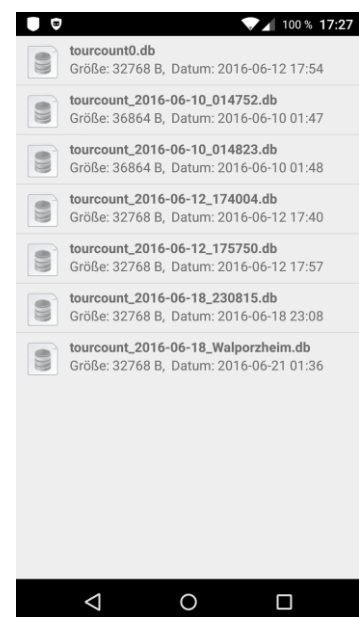 100 % 17:27
tourcount0.db
Größe: 32768 B, Datum: 2016-06-12 17:54
tourcount_2016-06-10_014752.db
Größe: 36864 B, Datum: 2016-06-10 01:47
tourcount_2016-06-10_014823.db
Größe: 36864 B, Datum: 2016-06-10 01:48
tourcount_2016-06-12_174004.db
Größe: 32768 B, Datum: 2016-06-12 17:40
tourcount_2016-06-12_175750.db
Größe: 32768 B, Datum: 2016-06-12 17:57
tourcount_2016-06-18_230815.db
Größe: 32768 B, Datum: 2016-06-18 23:08
tourcount_2016-06-18_Walporzheim.db
Größe: 32768 B, Datum: 2016-06-21 01:36